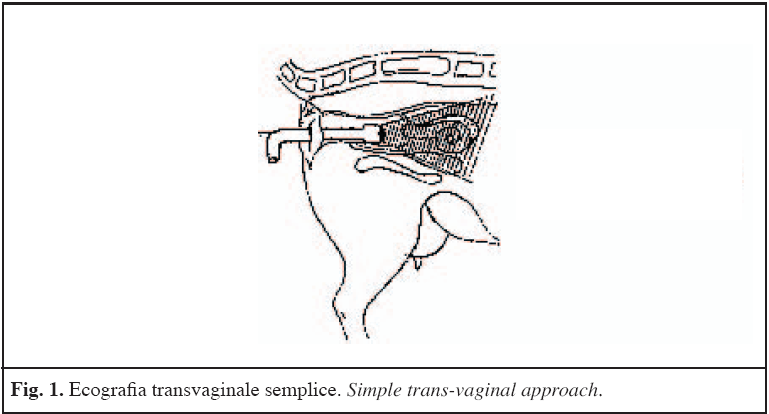 Fig. 1. Ecografia transvaginale semplice. Simple trans-vaginal approach.